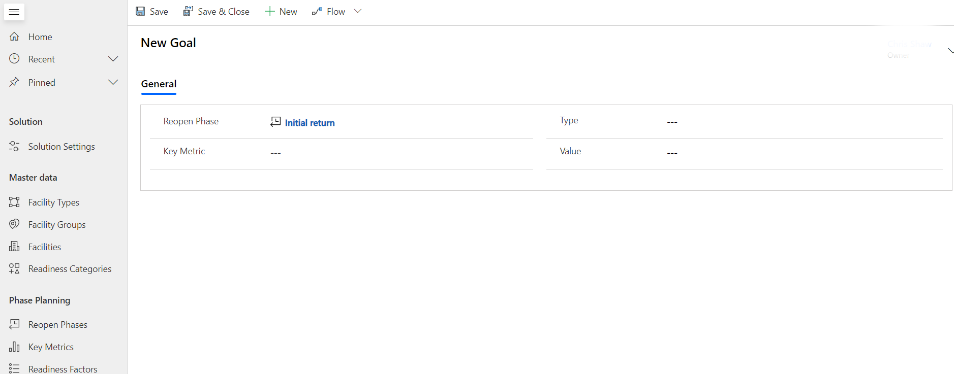 Save
Save & Close
New
Flow
Home
Recent
Pinned
Solution
Solution Settings
Master data
Facility Types
Facility Groups
Facilities
Readiness Categories
Phase Planning
Reopen Phases
Key Metrics
Readiness Factors
New Goal
General
Reopen Phase
Initial return
Type
---
Key Metric
---
Value
---